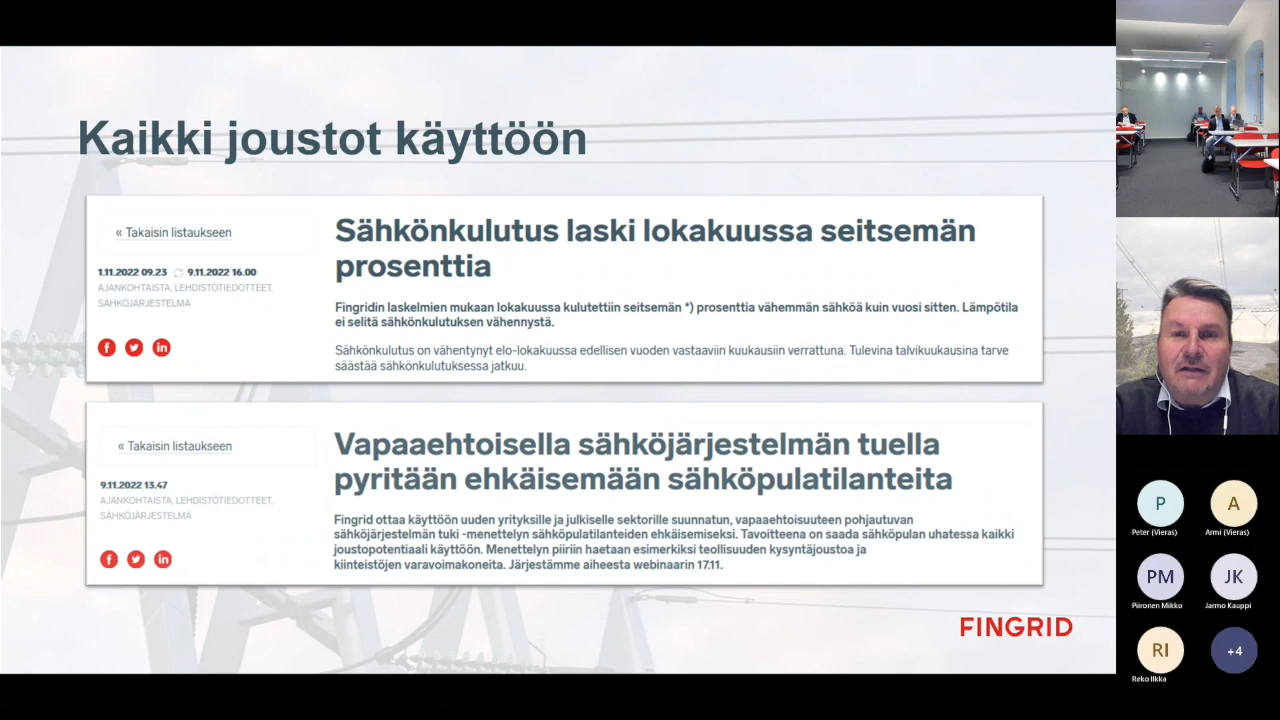 Kaikki joustot käyttöön
« Takaisin listaukseen
1.11.2022 09.23 9.11.2022 16.00
AJANKOHTAISTA, LEHDISTÖTIEDOTTEET,
SÄHKÖJÄRJESTELMÄ
Sähkönkulutus laski lokakuussa seitsemän
prosenttia
Fingridin laskelmien mukaan lokakuussa kulutettiin seitsemän *) prosenttia vähemmän sähköä kuin vuosi sitten. Lämpötila
ei selitä sähkönkulutuksen vähennystä.
Sähkönkulutus on vähentynyt elo-lokakuussa edellisen vuoden vastaaviin kuukausiin verrattuna. Tulevina talvikuukausina tarve
säästää sähkönkulutuksessa jatkuu.
« Takaisin listaukseen
9.11.2022 13.47
AJANKOHTAISTA, LEHDISTÖTIEDOTTEET,
SÄHKÖJÄRJESTELMÄ
Vapaaehtoisella sähköjärjestelmän tuella
pyritään ehkäisemään sähköpulatilanteita
Fingrid ottaa käyttöön uuden yrityksille ja julkiselle sektorille suunnatun, vapaaehtoisuuteen pohjautuvan
sähköjärjestelmän tuki -menettelyn sähköpulatilanteiden ehkäisemiseksi. Tavoitteena on saada sähköpulan uhatessa kaikki
joustopotentiaali käyttöön. Menettelyn piiriin haetaan esimerkiksi teollisuuden kysyntäjoustoa ja
kiinteistöjen varavoimakoneita. Järjestämme aiheesta webinaarin 17.11.
FINGRID
P
Peter (Vieras)
A
Armi (Vieras)
PM
Piironen Mikko
JK
Jarmo Kauppi
RI
Reko Ilkka
+4